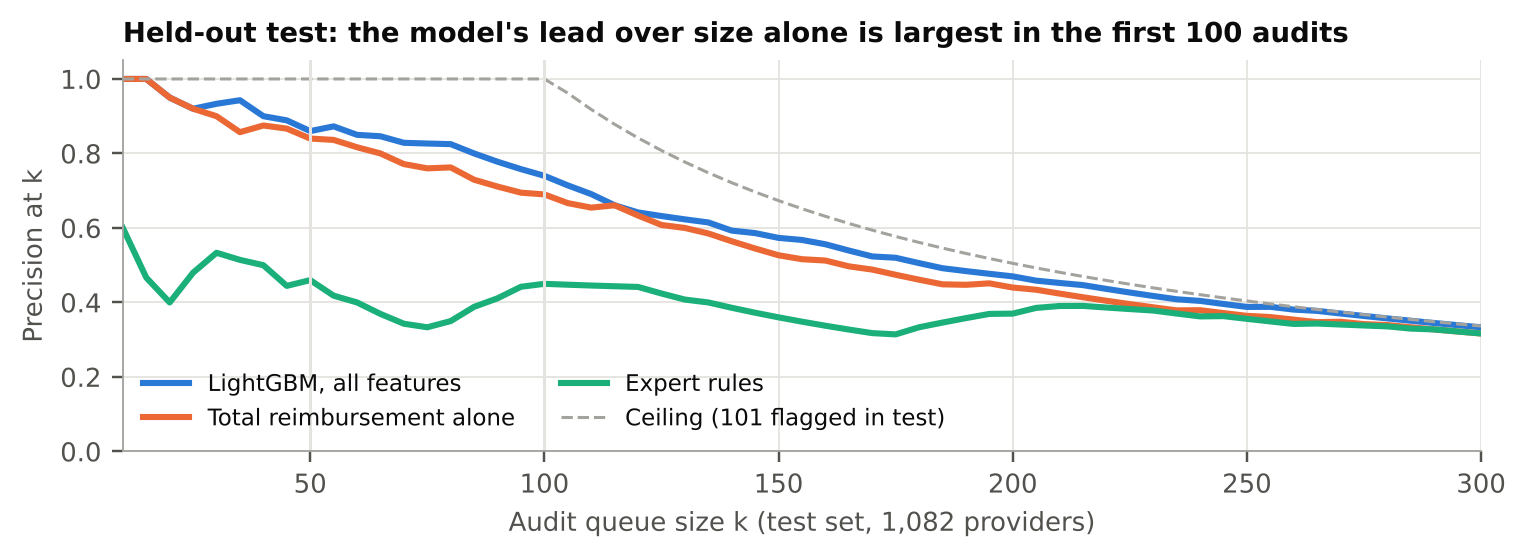 Held-out test: the model's lead over size alone is largest in the first 100 audits
Precision at k
1.0
0.8
0.6
0.4
0.2
0.0
LightGBM, all features
Total reimbursement alone
Expert rules
Ceiling (101 flagged in test)
50 100 150 200 250 300
Audit queue size k (test set, 1,082 providers)